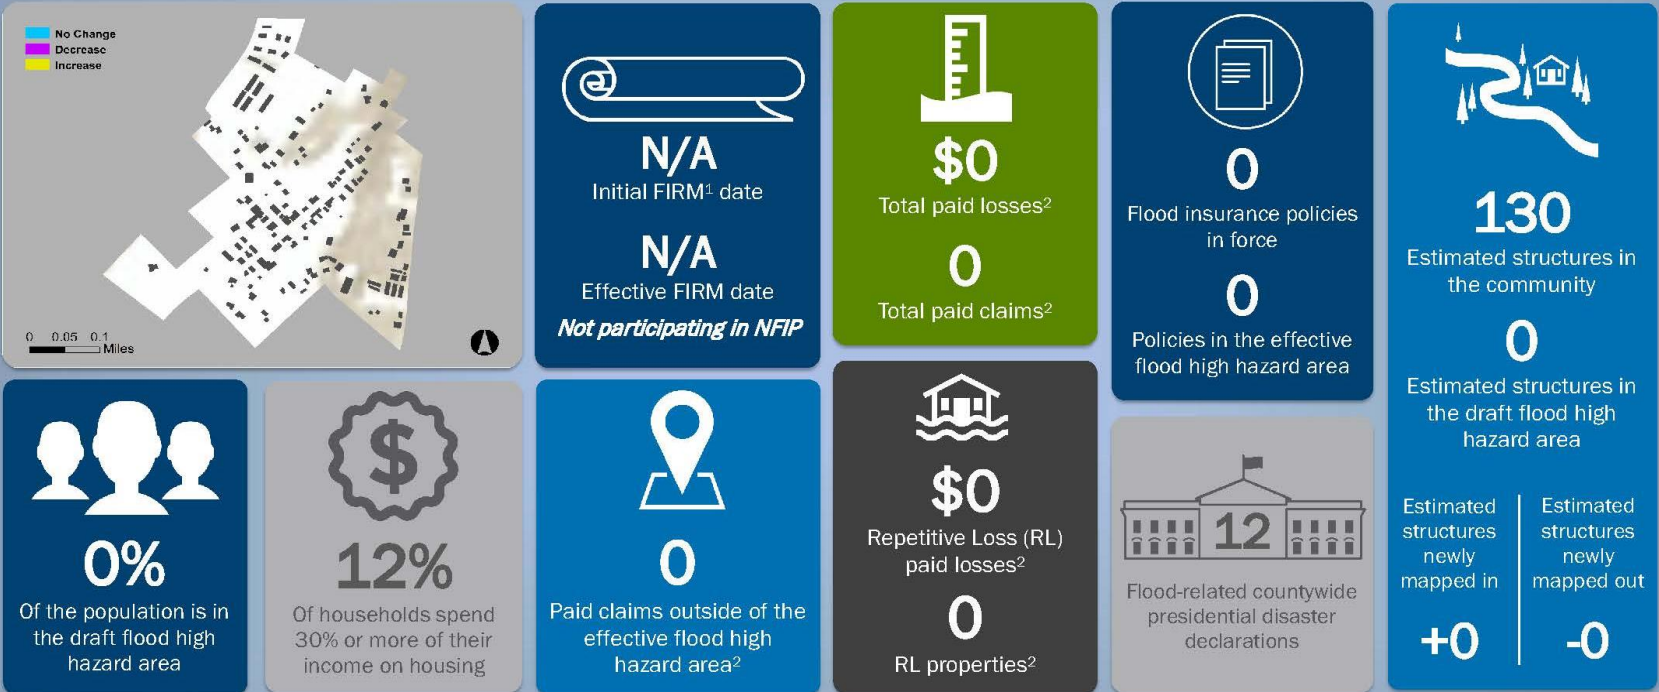 No Change
Decrease
Increase
0 0.05 0.1
Miles
N/A
Initial FIRM¹ date
N/A
Effective FIRM date
Not participating in NFIP
$0
Total paid losses²
0
Total paid claims²
0
Flood insurance policies
in force
0
Policies in the effective
flood high hazard area
130
Estimated structures in
the community
0
Estimated structures in
the draft flood high
hazard area
Estimated
structures
newly
mapped in
+0
Estimated
structures
newly
mapped out
-0
0%
Of the population is in
the draft flood high
hazard area
$
12%
Of households spend
30% or more of their
income on housing
0
Paid claims outside of the
effective flood high
hazard area²
$0
Repetitive Loss (RL)
paid losses²
0
RL properties²
12
Flood-related countywide
presidential disaster
declarations